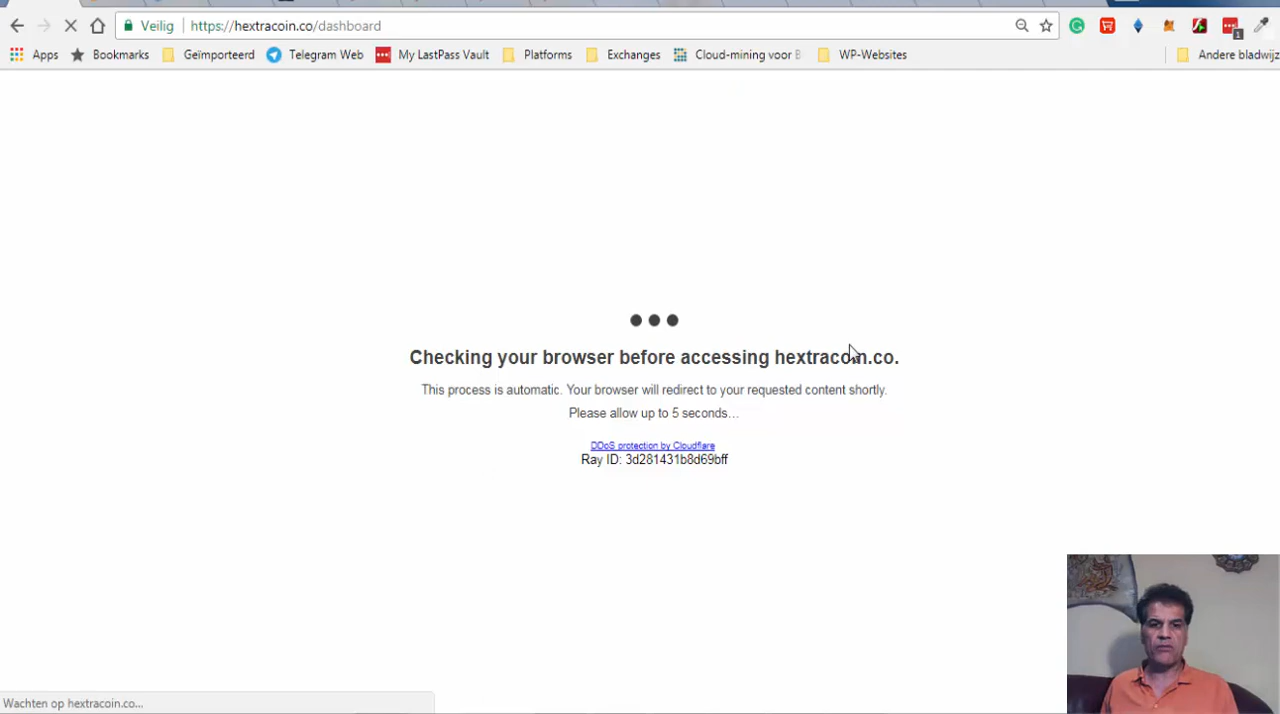 Veilig https://hextracoin.co/dashboard
Apps Bookmarks Geïmporteerd Telegram Web My LastPass Vault Platforms Exchanges Cloud-mining voor WP-Websites Andere bladwijz
1
Checking your browser before accessing hextracoin.co.
This process is automatic. Your browser will redirect to your requested content shortly.
Please allow up to 5 seconds…
DDoS protection by Cloudflare
Ray ID: 3d281431b8d69bff
Wachten op hextracoin.co...